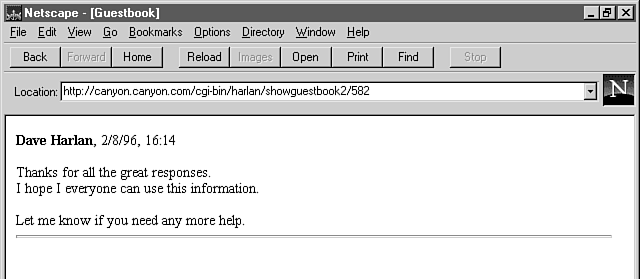 Netscape - [Guestbook]
File Edit View Go Bookmarks Options Directory Window Help
Back Forward Home Reload Images Open Print Find Stop
Location: http://canyon.canyon.com/cgi-bin/harlan/showguestbook2/582
N
Dave Harlan, 2/8/96, 16:14
Thanks for all the great responses.
I hope I everyone can use this information.
Let me know if you need any more help.